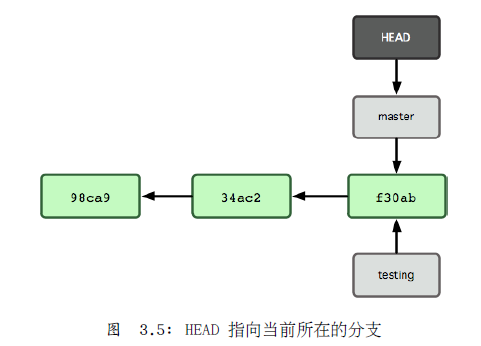 HEAD
master
98ca9
34ac2
f30ab
testing
图 3.5: HEAD 指向当前所在的分支